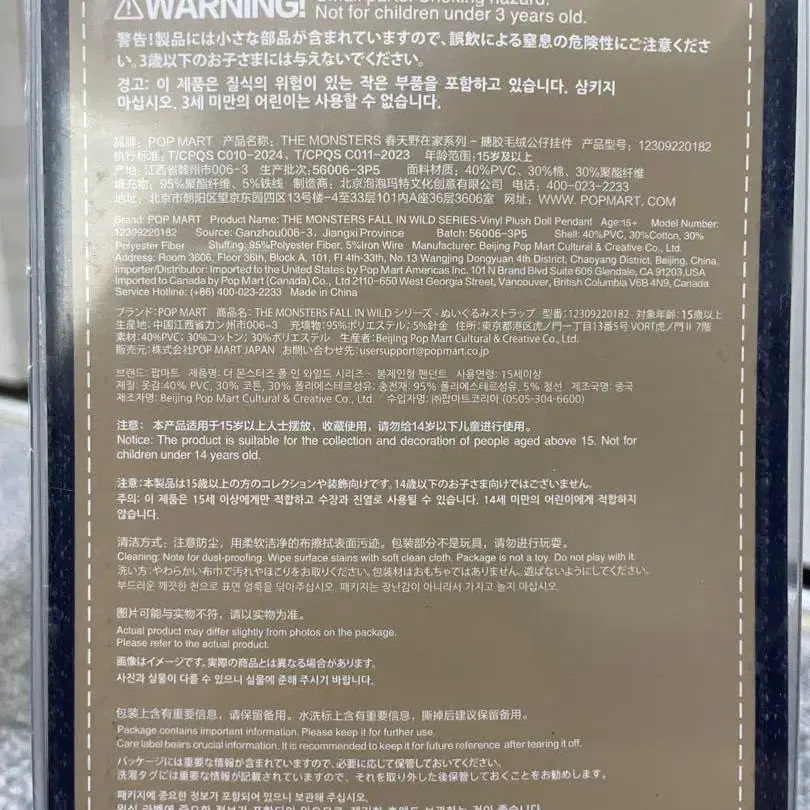 ⚠WARNING!
Not for children under 3 years old.
警告!製品には小さな部品が含まれていますので、誤飲による窒息の危険性にご注意くださ
い。3歳以下のお子さまには与えないでください。
경고: 이 제품은 질식의 위험이 있는 작은 부품을 포함하고 있습니다. 삼키지
마십시오. 3세 미만의 어린이는 사용할 수 없습니다.
品牌: POP MART 产品名称: THE MONSTERS 春天野在家系列 - 搪胶毛绒公仔挂件 产品型号: 12309220182
执行标准: T/CPQS C010-2024、T/CPQS C011-2023 年龄范围: 15岁及以上
产地: 江西省赣州市006-3 生产批次: 56006-3P5 面料材质: 40%PVC、30%棉、30%聚酯纤维
填充物: 95%聚酯纤维、5%铁线 制造商: 北京泡泡玛特文化创意有限公司 电话: 400-023-2233
地址: 北京市朝阳区望京东园四区13号楼-4至33层101内A座36层3606室 网址: WWW.POPMART.COM
Brand: POP MART Product Name: THE MONSTERS FALL IN WILD SERIES-Vinyl Plush Doll Pendant Age:15+ Model Number:
12309220182 Source: Ganzhou006-3, Jiangxi Province Batch: 56006-3P5 Shell: 40%PVC, 30%Cotton, 30%
Polyester Fiber Stuffing: 95%Polyester Fiber, 5%Iron Wire Manufacturer: Beijing Pop Mart Cultural & Creative Co., Ltd.
Address: Room 3606, Floor 36th, Block A, 101, Fl 4th-33th, No.13 Wangjing Dongyuan 4th District, Chaoyang District, Beijing, China.
Importer/Distributor: Imported to the United States by Pop Mart Americas Inc. 101 N Brand Blvd Suite 606 Glendale, CA 91203,USA
Imported to Canada by Pop Mart (Canada) Co., Ltd 2110-650 West Georgia Street, Vancouver, British Columbia V6B 4N9, Canada
Service Hotline: (+86) 400-023-2233 Made in China
ブランド: POP MART 商品名: THE MONSTERS FALL IN WILD シリーズ - ぬいぐるみストラップ 型番: 12309220182 対象年齢: 15歳以上
生産地: 中国江西省カン州市006-3 充填物: 95%ポリエステル; 5%針金 住所: 東京都港区虎ノ門一丁目13番5号 VORT虎ノ門Ⅱ 7階
素材: 40%PVC; 30%コットン; 30%ポリエステル 生産者: Beijing Pop Mart Cultural & Creative Co., Ltd.
販売元: 株式会社POP MART JAPAN お問い合わせ先: usersupport@popmart.co.jp
브랜드: 팝마트 제품명: 더 몬스터즈 폴 인 와일드 시리즈 - 봉제인형 펜던트 사용연령: 15세이상
재질: 옷감:40% PVC, 30% 코튼, 30% 폴리에스테르섬유; 충전재: 95% 폴리에스테르섬유, 5% 철선 제조국명: 중국
제조자명: Beijing Pop Mart Cultural & Creative Co., Ltd. 수입자명: ㈜팝마트코리아 (0505-304-6600)
注意: 本产品适用于15岁以上人士摆放,收藏使用,请勿给14岁以下儿童进行使用。
Notice: The product is suitable for the collection and decoration of people aged above 15. Not for
children under 14 years old.
注意: 本製品は15歳以上の方のコレクションや装飾向けです。14歳以下のお子さま向けではございません。
주의: 이 제품은 15세 이상에게만 적합하고 수장과 진열로 사용될 수 있습니다. 14세 미만의 어린이에게 적합하지
않습니다.
清洁方式: 注意防尘,用柔软洁净的布擦拭表面污迹。包装部分不是玩具,请勿进行玩耍。
Cleaning: Note for dust-proofing. Wipe surface stains with soft clean cloth. Package is not a toy. Do not play with it.
洗い方: やわらかい布巾で汚れやほこりをお取りください。包装材はおもちゃではありません。遊ばないようにしてください。
부드러운 깨끗한 천으로 표면 얼룩을 닦아주십시오. 패키지는 장난감이 아니라서 가지고 놀지 마십시오.
图片可能与实物不符,请以实物为准。
Actual product may differ slightly from photos on the package.
Please refer to the actual product.
画像はイメージです。実際の商品とは異なる場合があります。
사진과 실물이 다를 수 있으니 실물에 준해 주시기 바랍니다.
包装上含有重要信息,请保留备用。水洗标上含有重要信息,撕掉后建议保留备用。
Package contains important information. Please keep it for further use.
Care label bears crucial information. It is recommended to keep it for future reference after tearing it off.
パッケージには重要な情報が含まれていますので、必要に応じて保管しておいてください。
洗濯タグには重要な情報が記載されていますので、それを取り外した後保管しておくことをお勧めします。
패키지에 중요한 정보가 포함되어 있으니 보관해 주십시오.